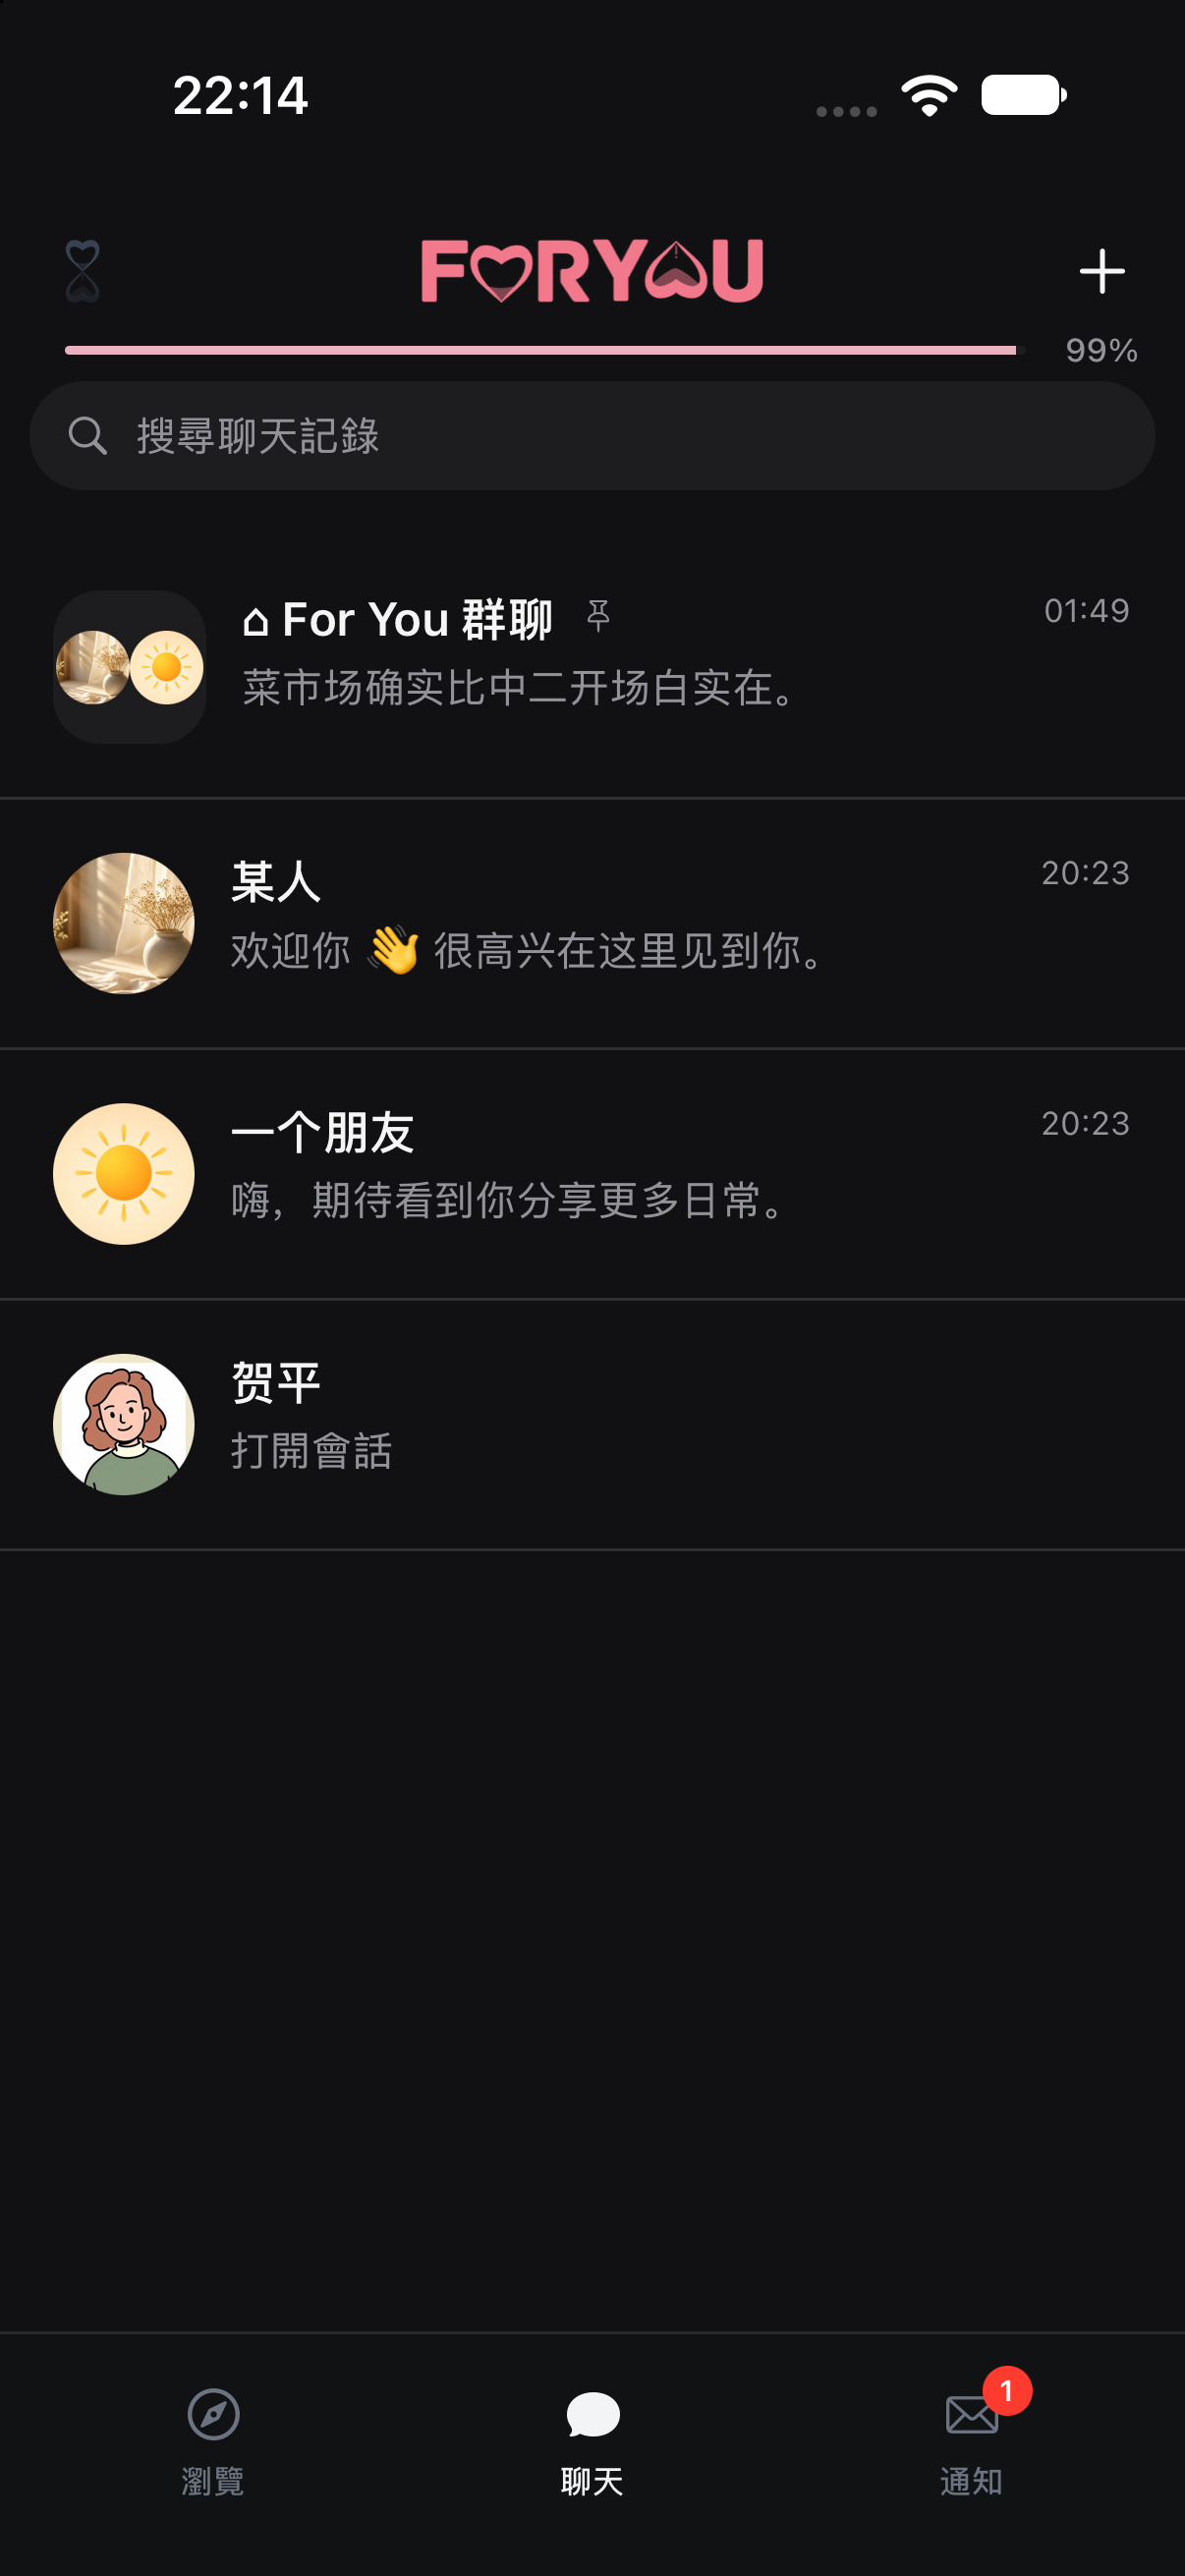 22:14
FORYOU
99%
搜尋聊天記錄
⌂ For You 群聊
01:49
菜市场确实比中二开场白实在。
某人
20:23
欢迎你 👋 很高兴在这里见到你。
一个朋友
20:23
嗨，期待看到你分享更多日常。
贺平
打開會話
1
瀏覽
聊天
通知